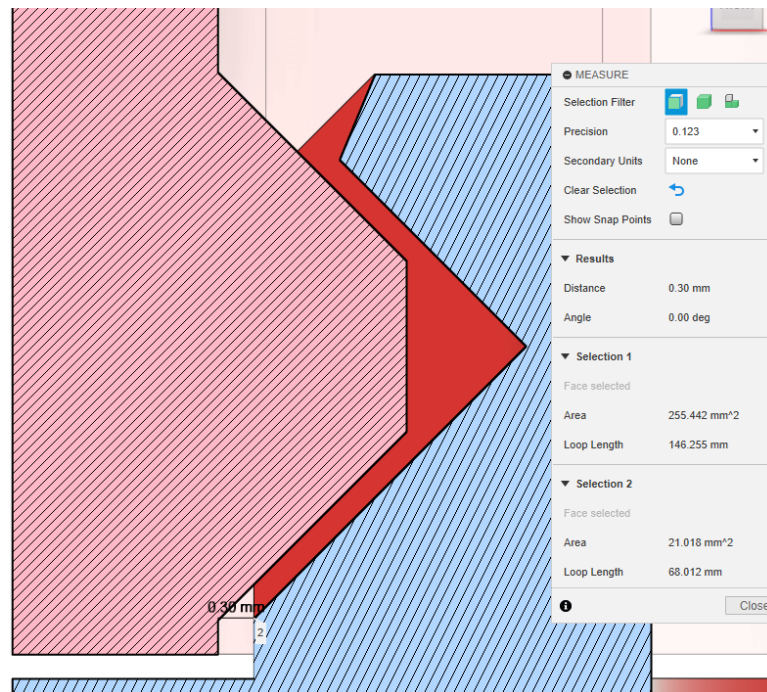 MEASURE
Selection Filter
Precision 0.123
Secondary Units None
Clear Selection
Show Snap Points
Results
Distance 0.30 mm
Angle 0.00 deg
Selection 1
Face selected
Area 255.442 mm^2
Loop Length 146.255 mm
Selection 2
Face selected
Area 21.018 mm^2
Loop Length 68.012 mm
Close
0.30 mm
2